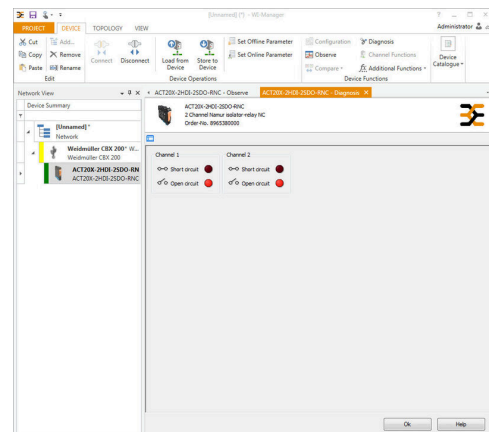 [Unnamed] (*) - WI-Manager
PROJECT DEVICE TOPOLOGY VIEW Administrator
Cut Add... Set Offline Parameter Configuration Diagnosis
Copy Remove Connect Disconnect Load from Device Store to Device Set Online Parameter Observe Channel Functions Device Catalogue
Paste Rename Compare Additional Functions
Edit Device Operations Device Functions
Network View ACT20X-2HDI-2SDO-RNC - Observe ACT20X-2HDI-2SDO-RNC - Diagnosis
Device Summary
ACT20X-2HDI-2SDO-RNC
2 Channel Namur isolator relay NC
Order-No. 8965380000
[Unnamed]*
Network
Weidmüller CBX 200* W...
Weidmüller CBX 200
ACT20X-2HDI-2SDO-RN
ACT20X-2HDI-2SDO-RNC
Channel 1 Channel 2
Short circuit Short circuit
Open circuit Open circuit
Ok Help